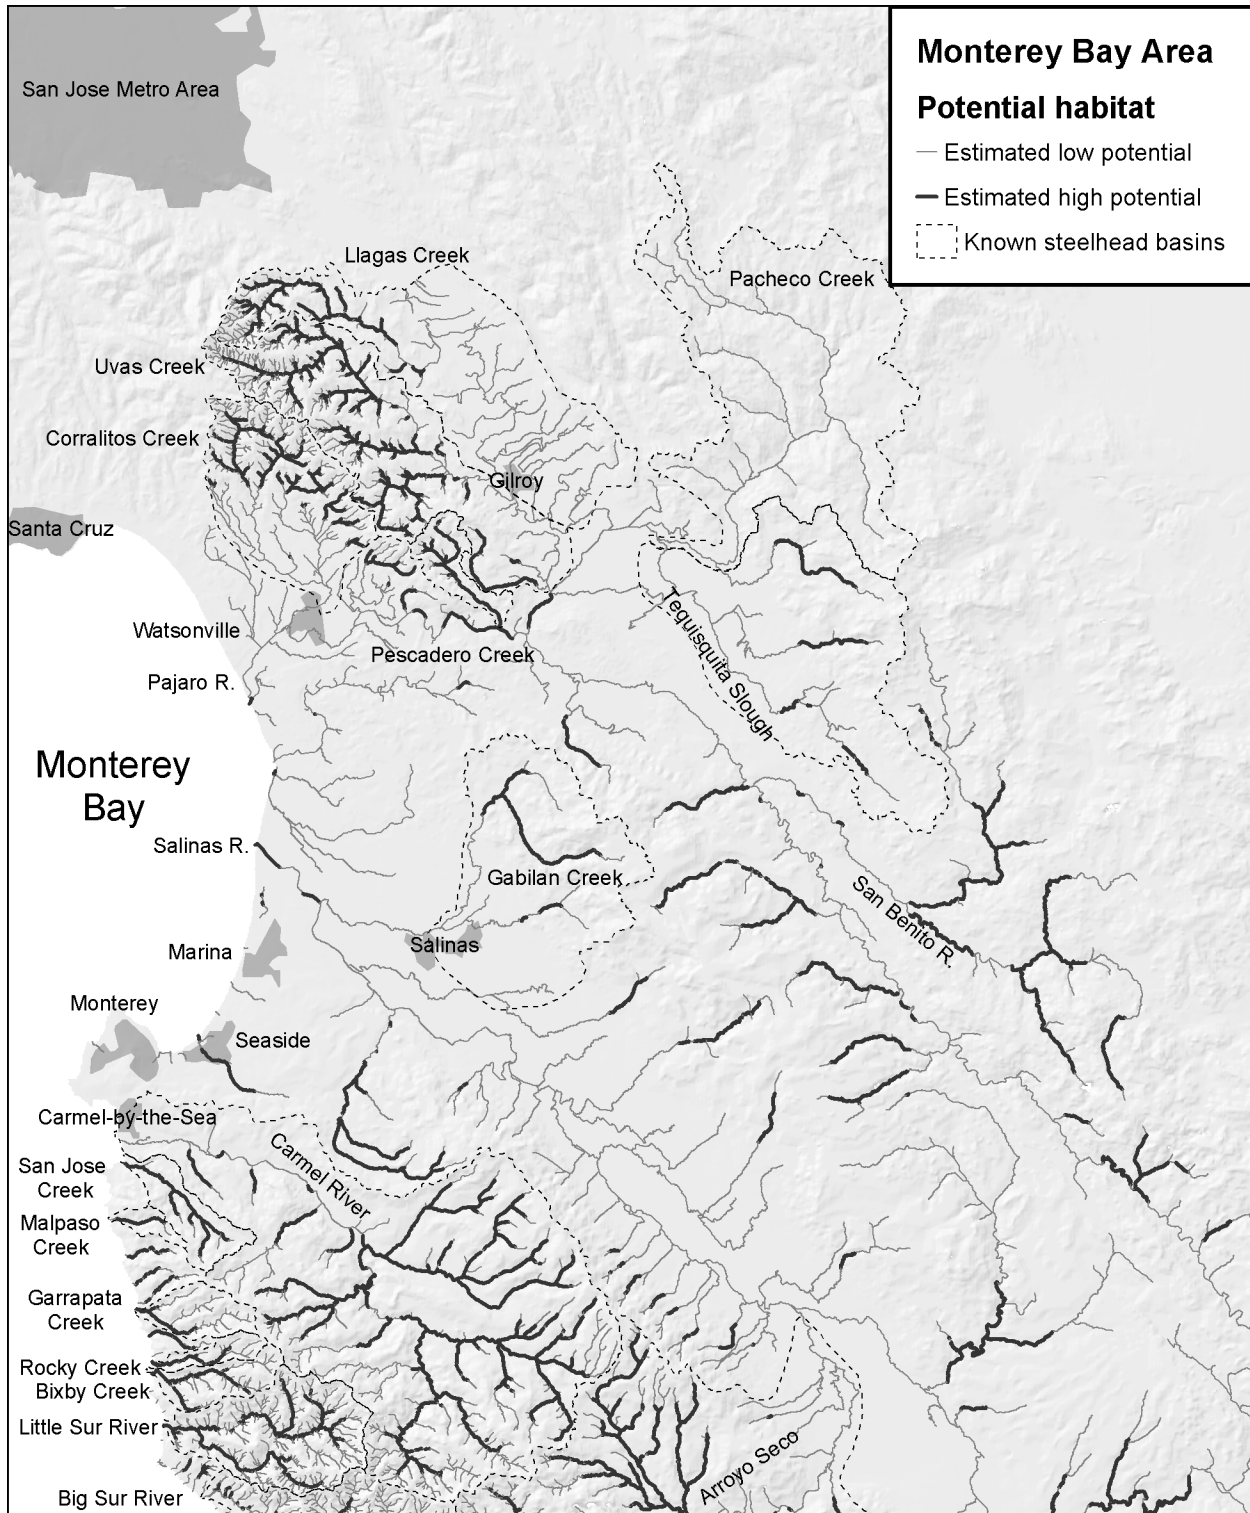 Monterey Bay Area
Potential habitat
Estimated low potential
Estimated high potential
Known steelhead basins
San Jose Metro Area
Llagas Creek
Pacheco Creek
Uvas Creek
Corralitos Creek
Gilroy
Santa Cruz
Tequisquita Slough
Watsonville
Pescadero Creek
Pajaro R.
Monterey
Bay
Salinas R.
Gabilan Creek
San Benito R.
Salinas
Marina
Monterey
Seaside
Carmel-by-the-Sea
Carmel River
San Jose
Creek
Malpaso
Creek
Garrapata
Creek
Rocky Creek
Bixby Creek
Little Sur River
Arroyo Seco
Big Sur River